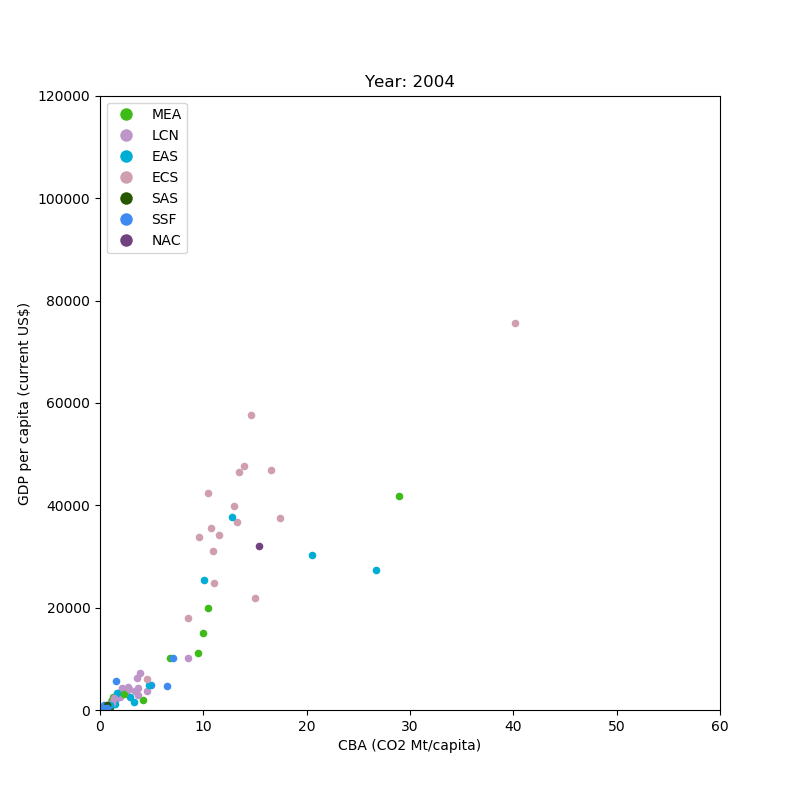 Year: 2004
120000
100000
80000
60000
40000
20000
0
GDP per capita (current US$)
MEA
LCN
EAS
ECS
SAS
SSF
NAC
0 10 20 30 40 50 60
CBA (CO2 Mt/capita)